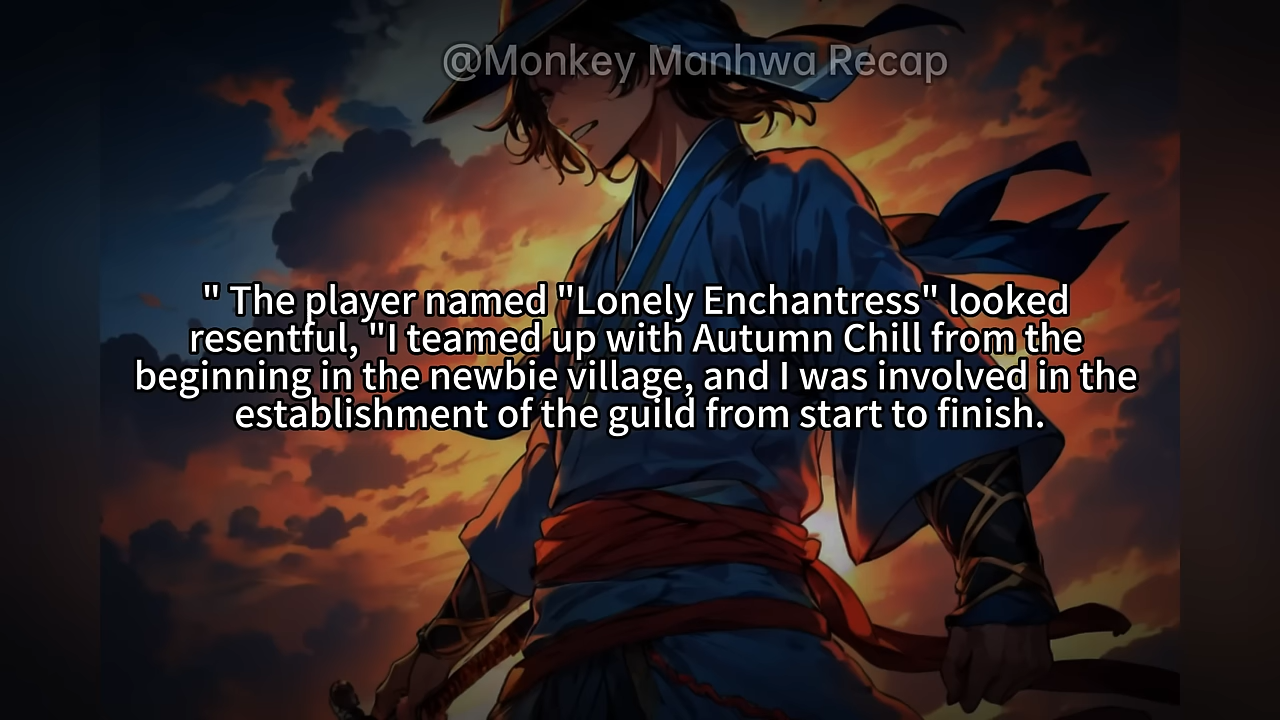 @Monkey Manhwa Recap
" The player named "Lonely Enchantress" looked
resentful, "I teamed up with Autumn Chill from the
beginning in the newbie village, and I was involved in the
establishment of the guild from start to finish.